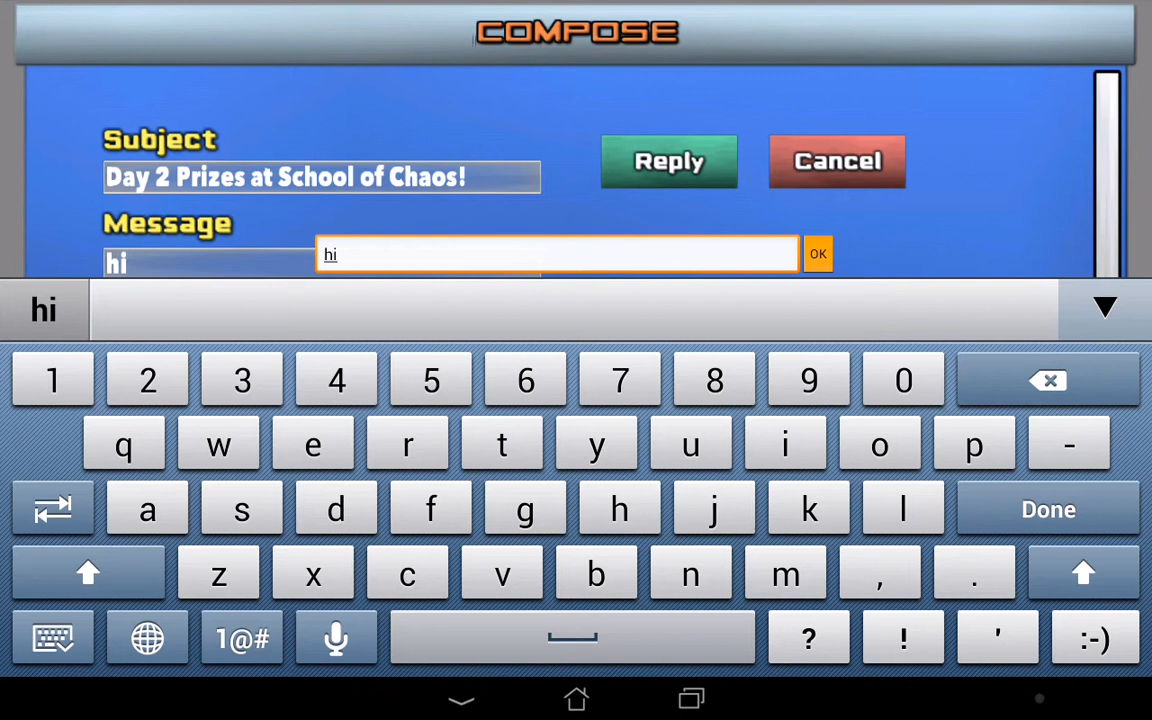 COMPOSE
Subject
Day 2 Prizes at School of Chaos!
Reply
Cancel
Message
hi
hi
OK
hi
1 2 3 4 5 6 7 8 9 0
q w e r t y u i o p -
a s d f g h j k l Done
z x c v b n m , .
1@# ? ! ' :-)